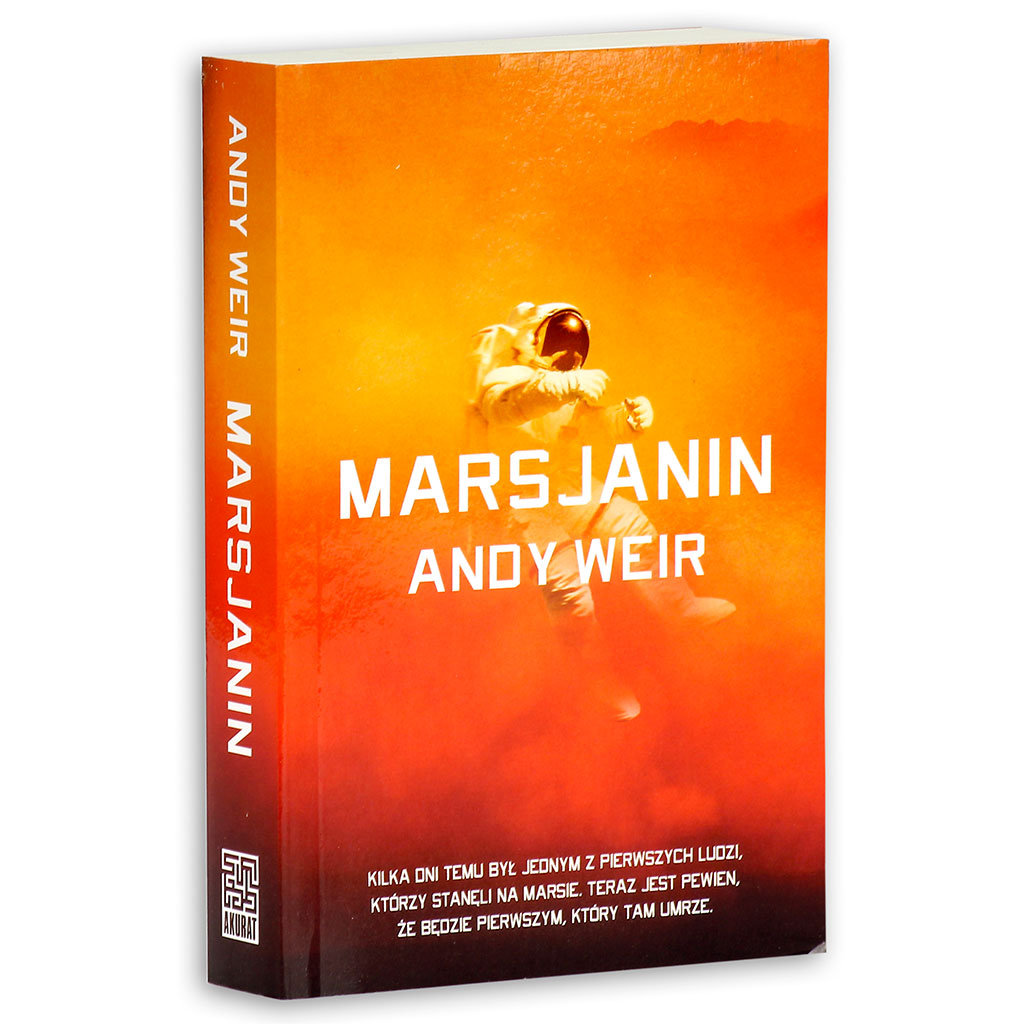 ANDY WEIR MARSJANIN
AKURAT
MARSJANIN
ANDY WEIR
KILKA DNI TEMU BYŁ JEDNYM Z PIERWSZYCH LUDZI,
KTÓRZY STANĘLI NA MARSIE. TERAZ JEST PEWIEN,
ŻE BĘDZIE PIERWSZYM, KTÓRY TAM UMRZE.